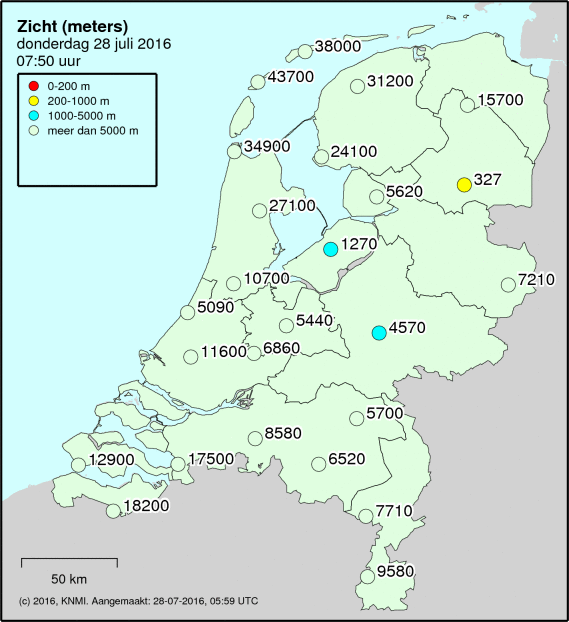 Zicht (meters)
donderdag 28 juli 2016
07:50 uur
0-200 m
200-1000 m
1000-5000 m
meer dan 5000 m
38000
43700
31200
15700
34900
24100
327
5620
27100
1270
10700
7210
5090
5440
4570
11600
6860
5700
8580
12900
17500
6520
18200
7710
9580
50 km
(c) 2016, KNMI. Aangemaakt: 28-07-2016, 05:59 UTC